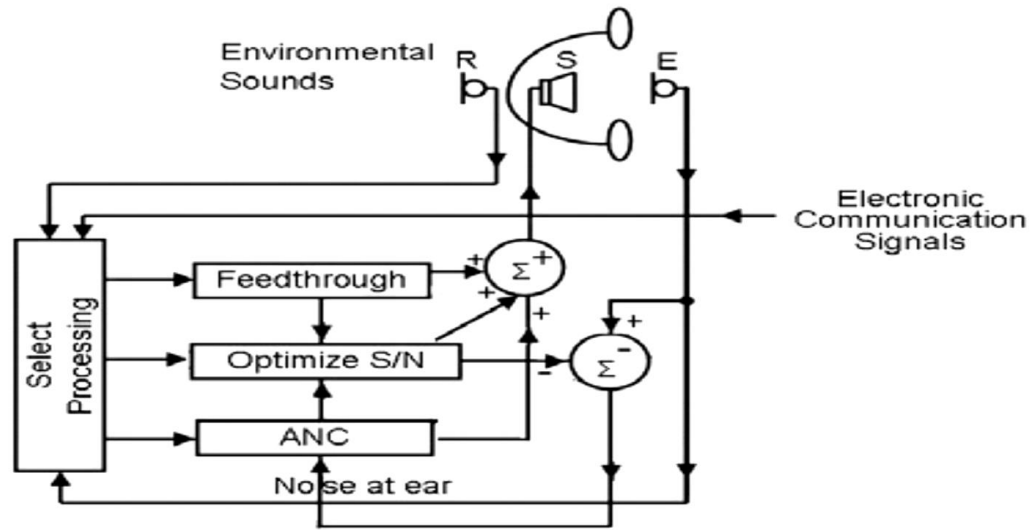 Environmental
Sounds
R
S
E
Electronic
Communication
Signals
Select
Processing
Feedthrough
+
Σ
+
+
+
Optimize S/N
+
Σ
-
-
ANC
Noise at ear